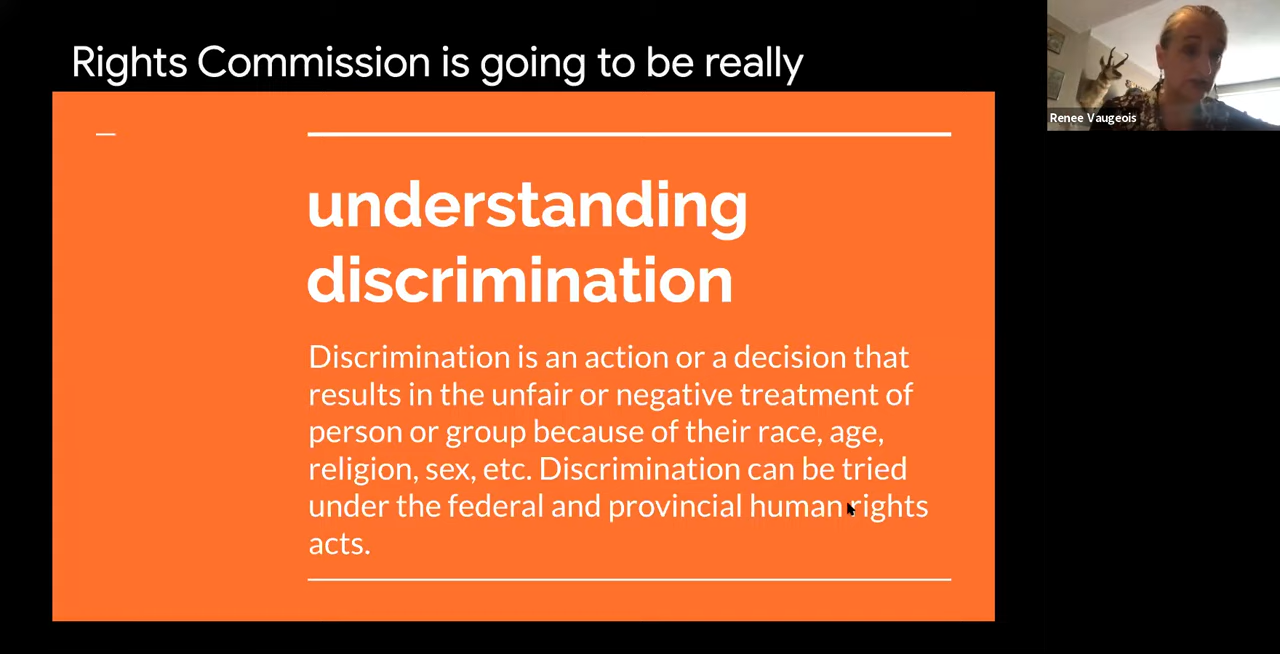 Rights Commission is going to be really
Renee Vaugeois
understanding
discrimination
Discrimination is an action or a decision that
results in the unfair or negative treatment of
person or group because of their race, age,
religion, sex, etc. Discrimination can be tried
under the federal and provincial human rights
acts.